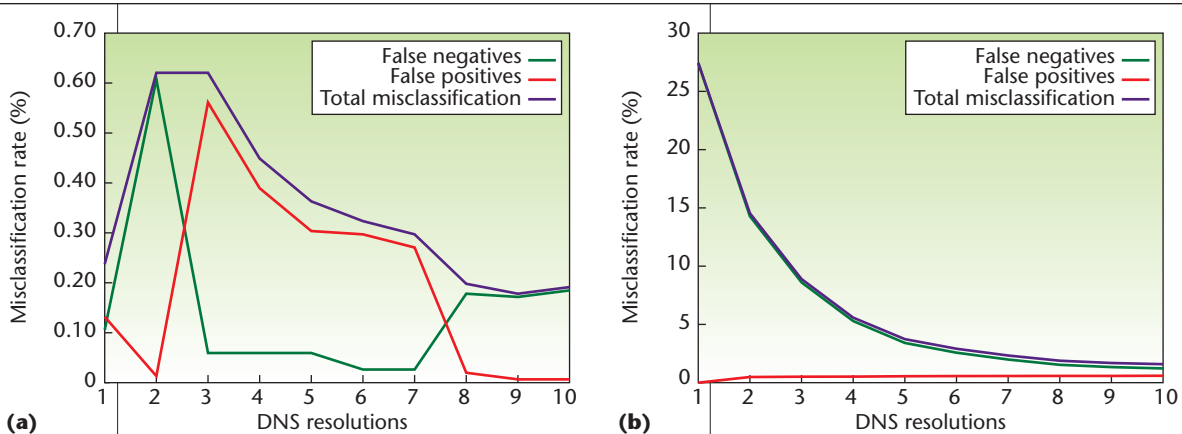 0.70
0.60
0.50
0.40
0.30
0.20
0.10
0
Misclassification rate (%)
False negatives
False positives
Total misclassification
1 2 3 4 5 6 7 8 9 10
DNS resolutions
(a)
30
25
20
15
10
5
0
Misclassification rate (%)
False negatives
False positives
Total misclassification
1 2 3 4 5 6 7 8 9 10
DNS resolutions
(b)